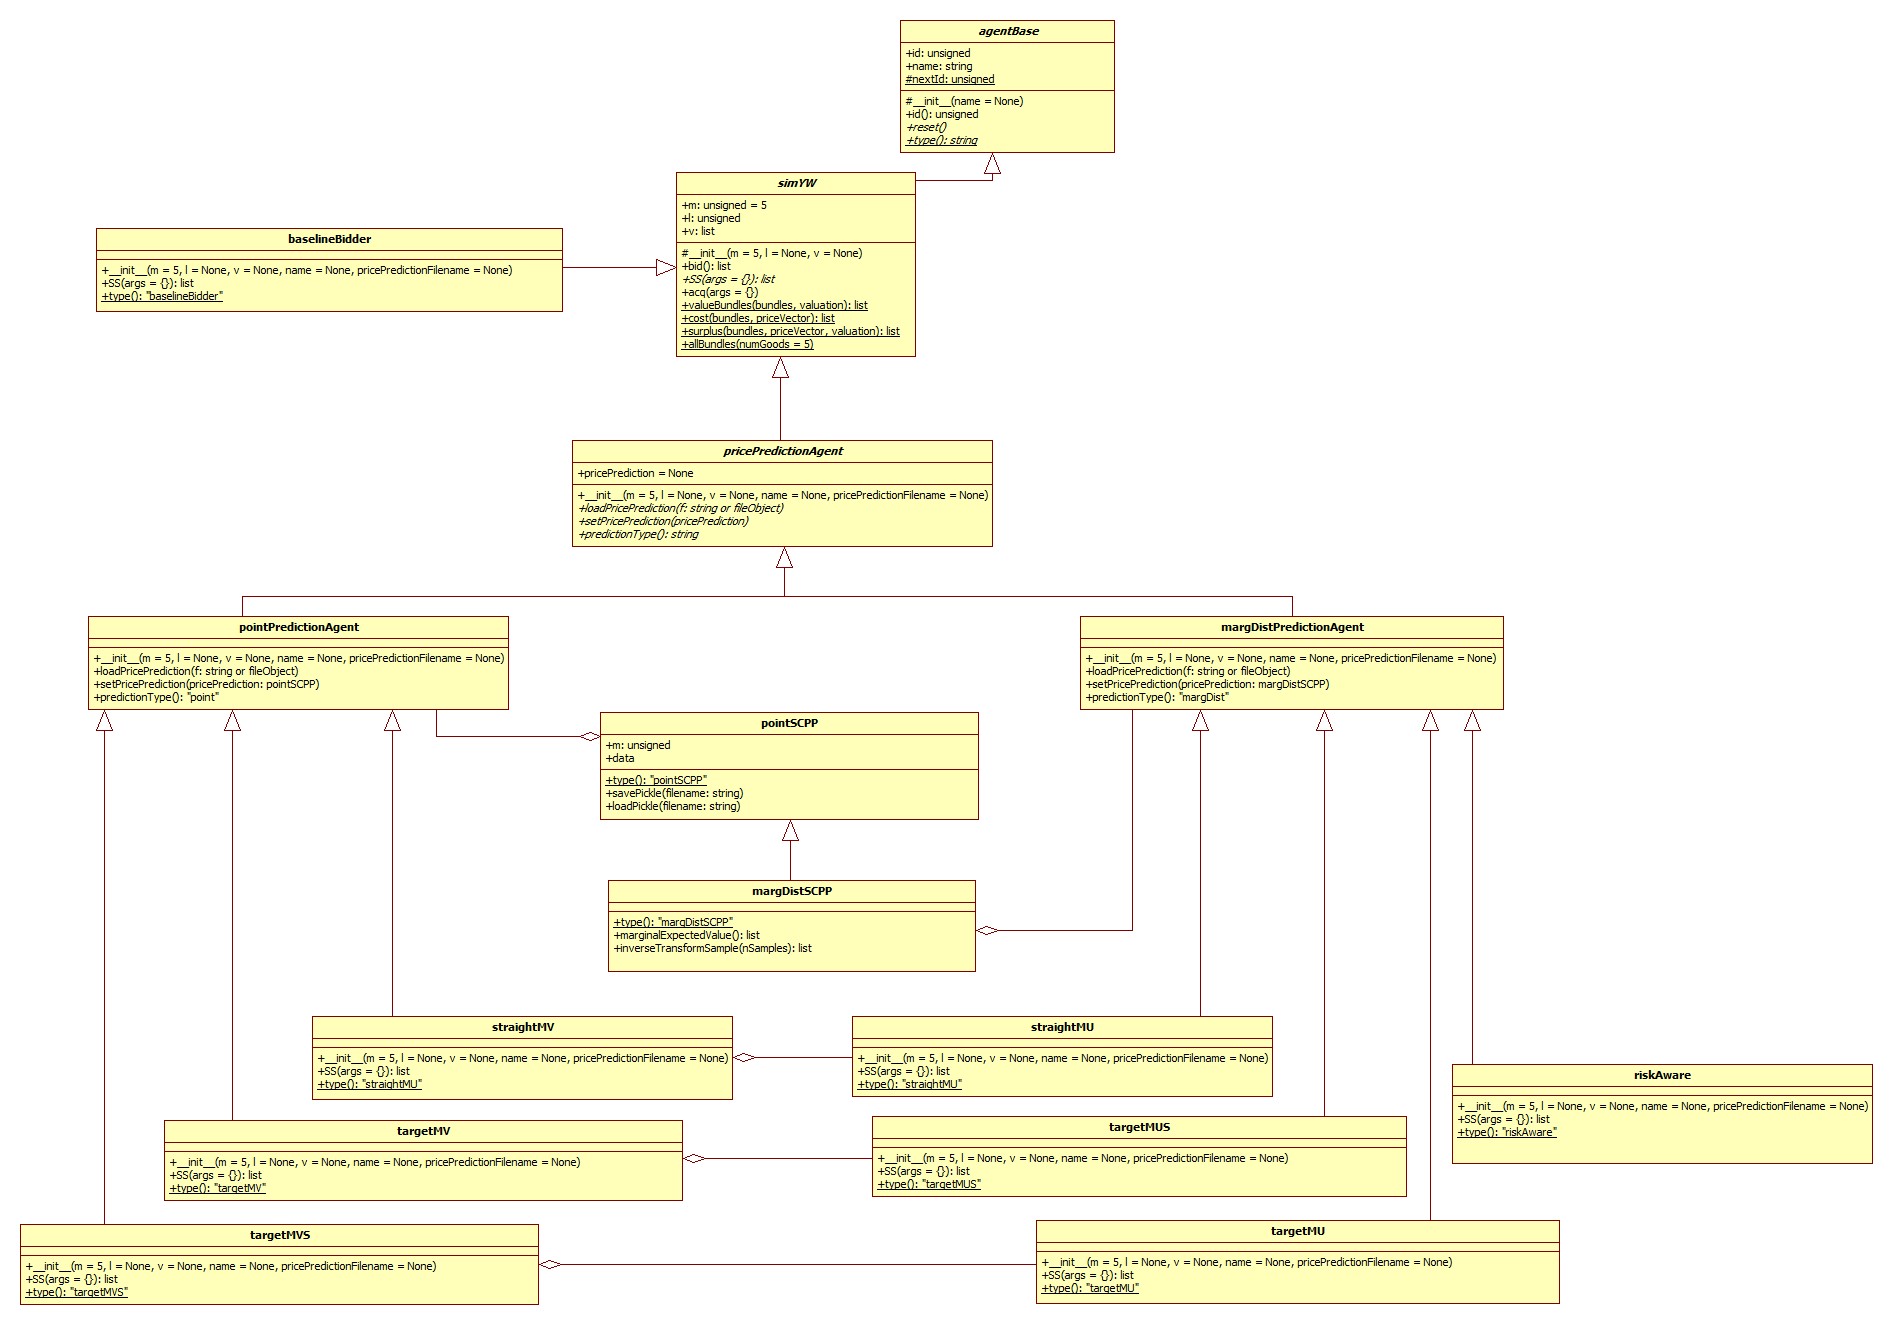 agentBase
+id: unsigned
+name: string
#nextId: unsigned
#__init__(name = None)
+id(): unsigned
+reset()
+type(): string
simYW
+m: unsigned = 5
+l: unsigned
+v: list
#__init__(m = 5, l = None, v = None)
+bid(): list
+SS(args = {}): list
+acq(args = {})
+valueBundles(bundles, valuation): list
+cost(bundles, priceVector): list
+surplus(bundles, priceVector, valuation): list
+allBundles(numGoods = 5)
baselineBidder
+__init__(m = 5, l = None, v = None, name = None, pricePredictionFilename = None)
+SS(args = {}): list
+type(): "baselineBidder"
pricePredictionAgent
+pricePrediction = None
+__init__(m = 5, l = None, v = None, name = None, pricePredictionFilename = None)
+loadPricePrediction(f: string or fileObject)
+setPricePrediction(pricePrediction)
+predictionType(): string
pointPredictionAgent
+__init__(m = 5, l = None, v = None, name = None, pricePredictionFilename = None)
+loadPricePrediction(f: string or fileObject)
+setPricePrediction(pricePrediction: pointSCPP)
+predictionType(): "point"
margDistPredictionAgent
+__init__(m = 5, l = None, v = None, name = None, pricePredictionFilename = None)
+loadPricePrediction(f: string or fileObject)
+setPricePrediction(pricePrediction: margDistSCPP)
+predictionType(): "margDist"
pointSCPP
+m: unsigned
+data
+type(): "pointSCPP"
+savePickle(filename: string)
+loadPickle(filename: string)
margDistSCPP
+type(): "margDistSCPP"
+marginalExpectedValue(): list
+inverseTransformSample(nSamples): list
straightMV
+__init__(m = 5, l = None, v = None, name = None, pricePredictionFilename = None)
+SS(args = {}): list
+type(): "straightMU"
straightMU
+__init__(m = 5, l = None, v = None, name = None, pricePredictionFilename = None)
+SS(args = {}): list
+type(): "straightMU"
riskAware
+__init__(m = 5, l = None, v = None, name = None, pricePredictionFilename = None)
+SS(args = {}): list
+type(): "riskAware"
targetMV
+__init__(m = 5, l = None, v = None, name = None, pricePredictionFilename = None)
+SS(args = {}): list
+type(): "targetMV"
targetMUS
+__init__(m = 5, l = None, v = None, name = None, pricePredictionFilename = None)
+SS(args = {}): list
+type(): "targetMUS"
targetMVS
+__init__(m = 5, l = None, v = None, name = None, pricePredictionFilename = None)
+SS(args = {}): list
+type(): "targetMVS"
targetMU
+__init__(m = 5, l = None, v = None, name = None, pricePredictionFilename = None)
+SS(args = {}): list
+type(): "targetMU"